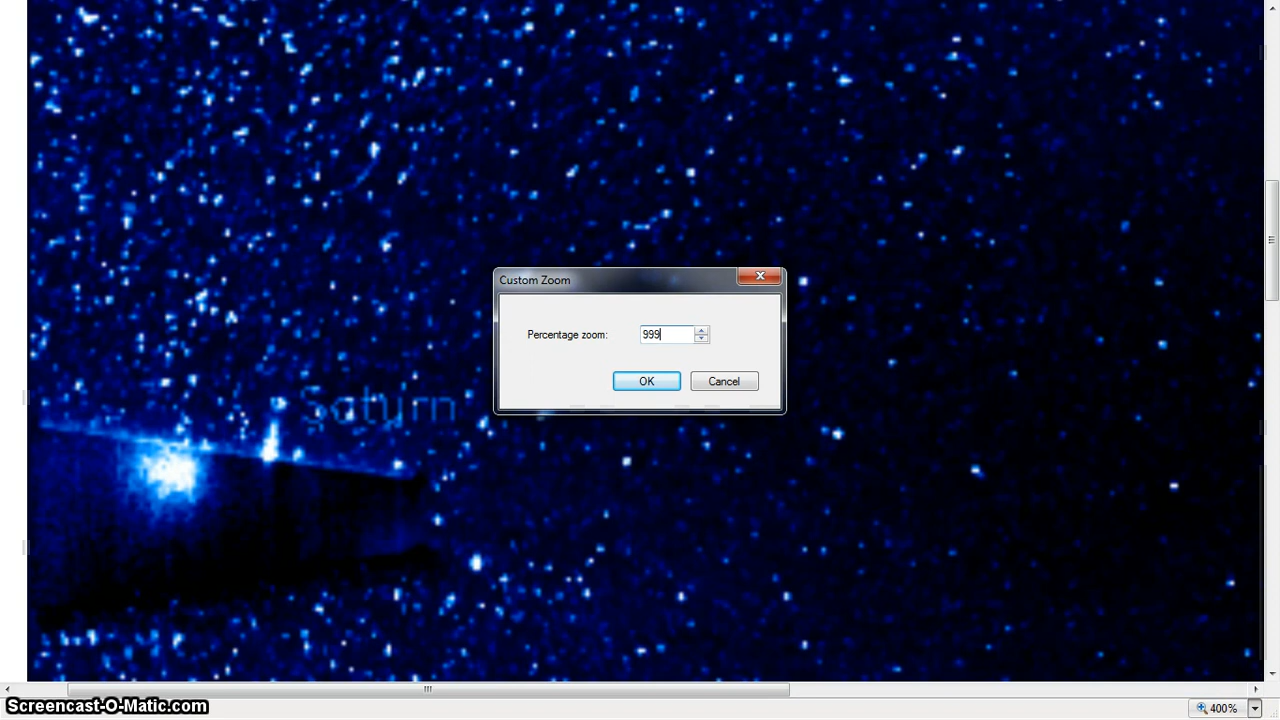 Custom Zoom
Percentage zoom: 999
OK Cancel
Saturn
Screencast-O-Matic.com
400%